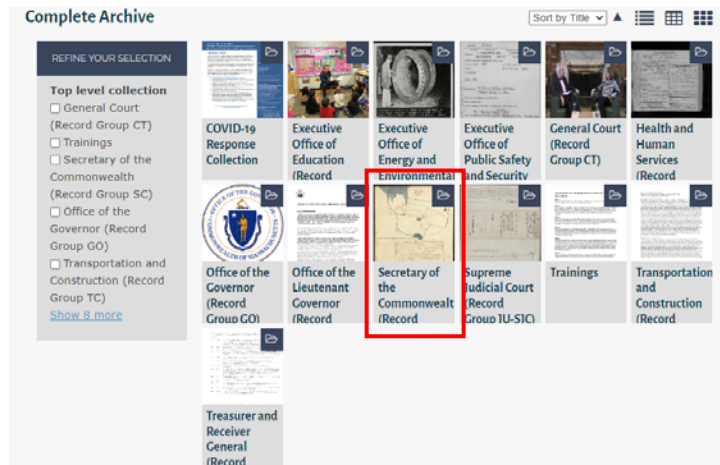 Complete Archive
Sort by Title
REFINE YOUR SELECTION
Top level collection
General Court
(Record Group CT)
Trainings
Secretary of the
Commonwealth
(Record Group SC)
Office of the
Governor (Record
Group GO)
Transportation and
Construction (Record
Group TC)
Show 8 more
COVID-19
Response
Collection
Executive
Office of
Education
(Record
Executive
Office of
Energy and
Environmental
Executive
Office of
Public Safety
and Security
General Court
(Record
Group CT)
Health and
Human
Services
(Record
Office of the
Governor
(Record
Group GO)
Office of the
Lieutenant
Governor
(Record
Secretary of
the
Commonwealt
(Record
Supreme
Judicial Court
(Record
Group JU-SJC)
Trainings
Transportation
and
Construction
(Record
Treasurer and
Receiver
General
(Record